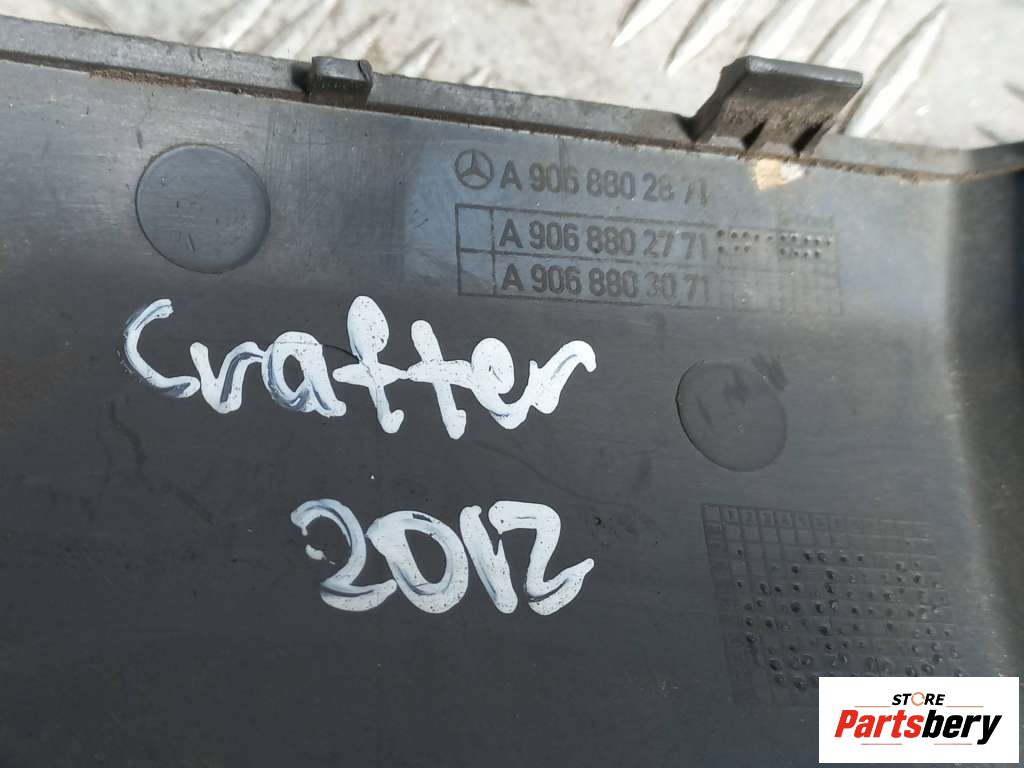 A 906 880 28 71
A 906 880 27 71
A 906 880 30 71
Crafter
2012
STORE
Partsbery